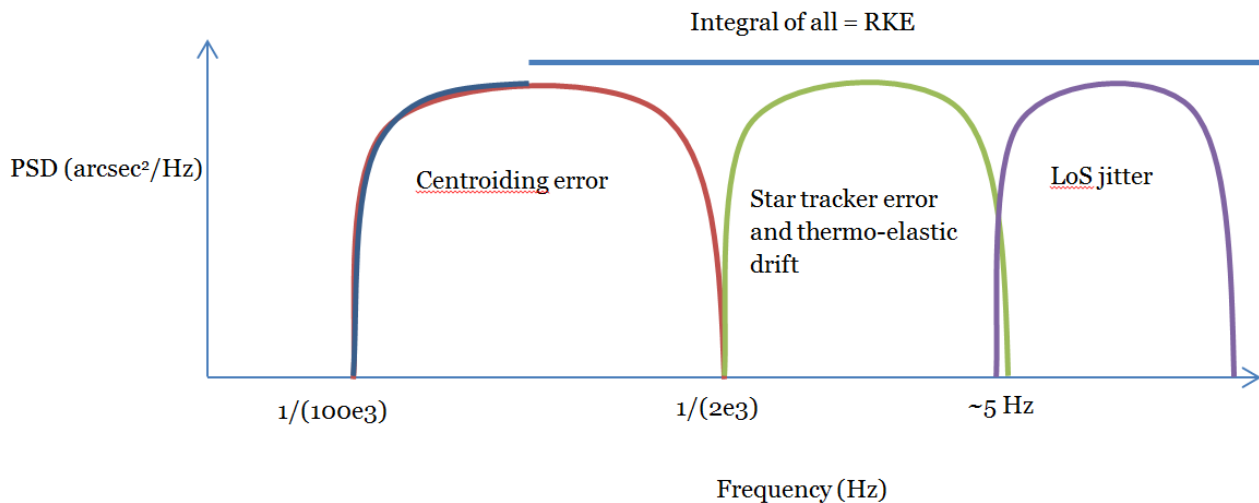 Integral of all = RKE
PSD (arcsec²/Hz)
Centroiding error
Star tracker error
and thermo-elastic
drift
LoS jitter
1/(100e3)
1/(2e3)
~5 Hz
Frequency (Hz)